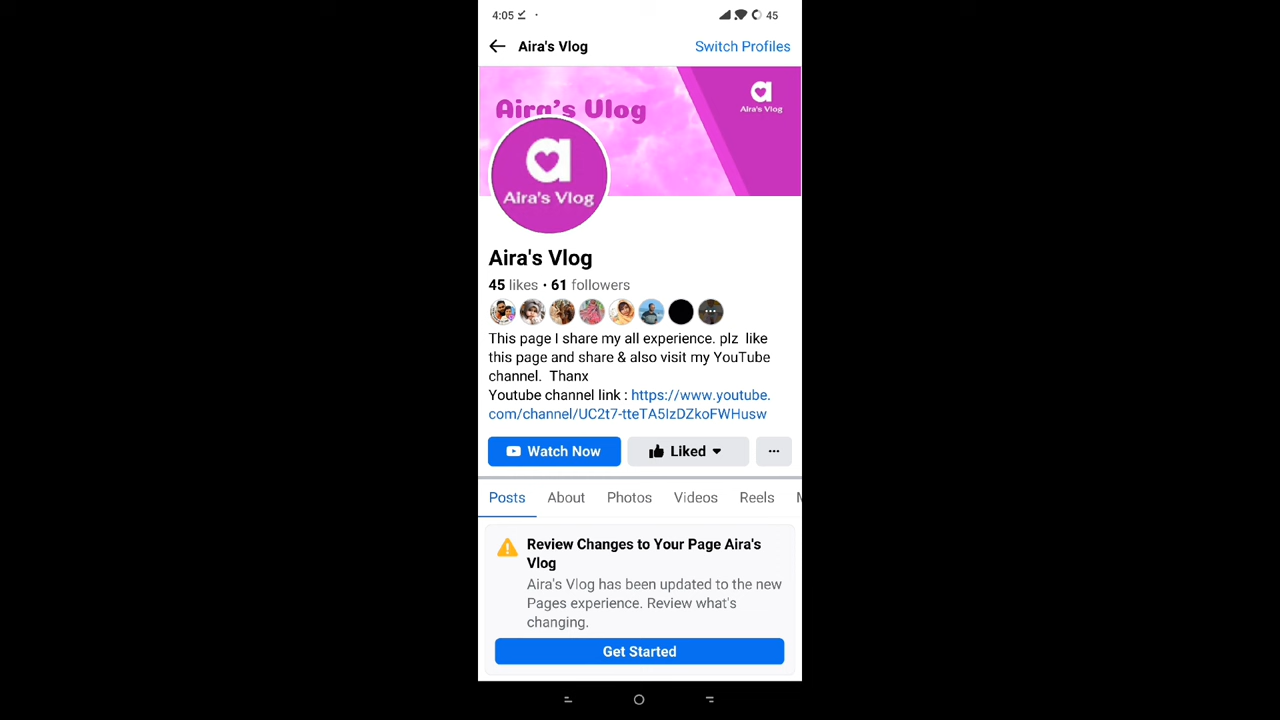 4:05
45
Aira's Vlog
Switch Profiles
Aira's Vlog
a
Aira's Vlog
a
Aira's Vlog
Aira's Vlog
45 likes • 61 followers
This page I share my all experience. plz like
this page and share & also visit my YouTube
channel. Thanx
Youtube channel link : https://www.youtube.
com/channel/UC2t7-tteTA5IzDZkoFWHusw
Watch Now
Liked
Posts About Photos Videos Reels
Review Changes to Your Page Aira's
Vlog
Aira's Vlog has been updated to the new
Pages experience. Review what's
changing.
Get Started